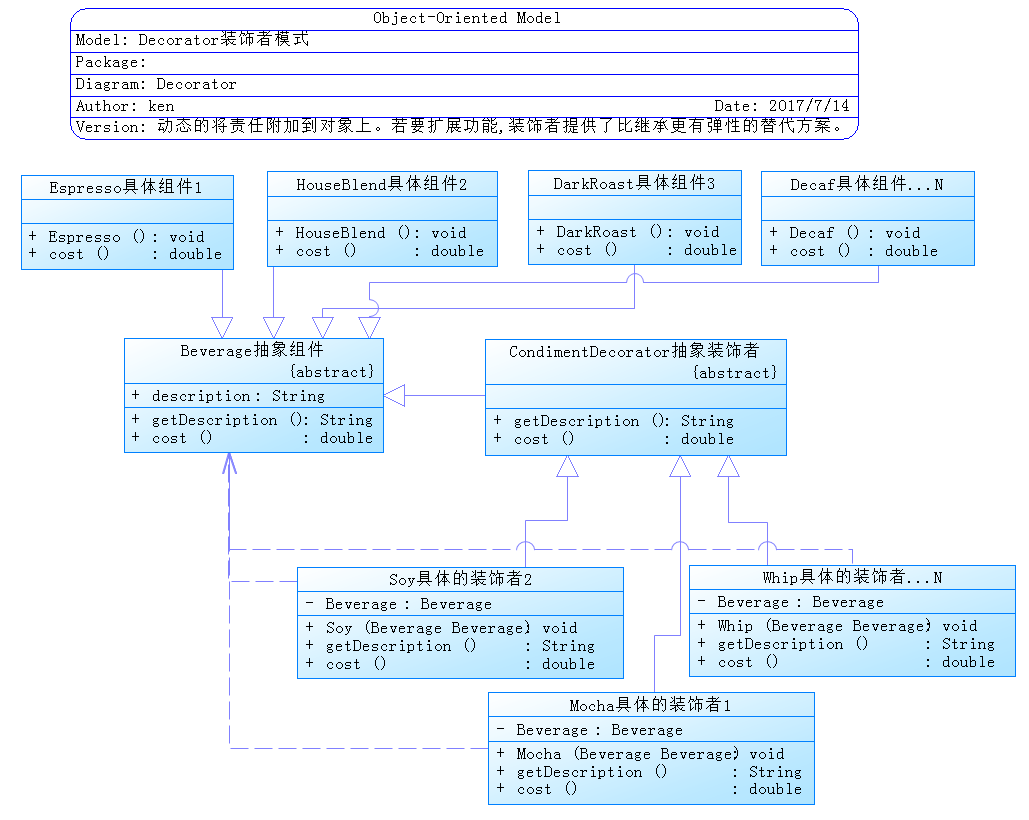 Object-Oriented Model
Model: Decorator装饰者模式
Package:
Diagram: Decorator
Author: ken Date: 2017/7/14
Version: 动态的将责任附加到对象上。若要扩展功能,装饰者提供了比继承更有弹性的替代方案。
Espresso具体组件1
+ Espresso (): void
+ cost () : double
HouseBlend具体组件2
+ HouseBlend (): void
+ cost () : double
DarkRoast具体组件3
+ DarkRoast (): void
+ cost () : double
Decaf具体组件...N
+ Decaf (): void
+ cost () : double
Beverage抽象组件
{abstract}
+ description: String
+ getDescription (): String
+ cost () : double
CondimentDecorator抽象装饰者
{abstract}
+ getDescription (): String
+ cost () : double
Soy具体的装饰者2
- Beverage : Beverage
+ Soy (Beverage Beverage): void
+ getDescription () : String
+ cost () : double
Whip具体的装饰者...N
- Beverage : Beverage
+ Whip (Beverage Beverage): void
+ getDescription () : String
+ cost () : double
Mocha具体的装饰者1
- Beverage : Beverage
+ Mocha (Beverage Beverage): void
+ getDescription () : String
+ cost () : double